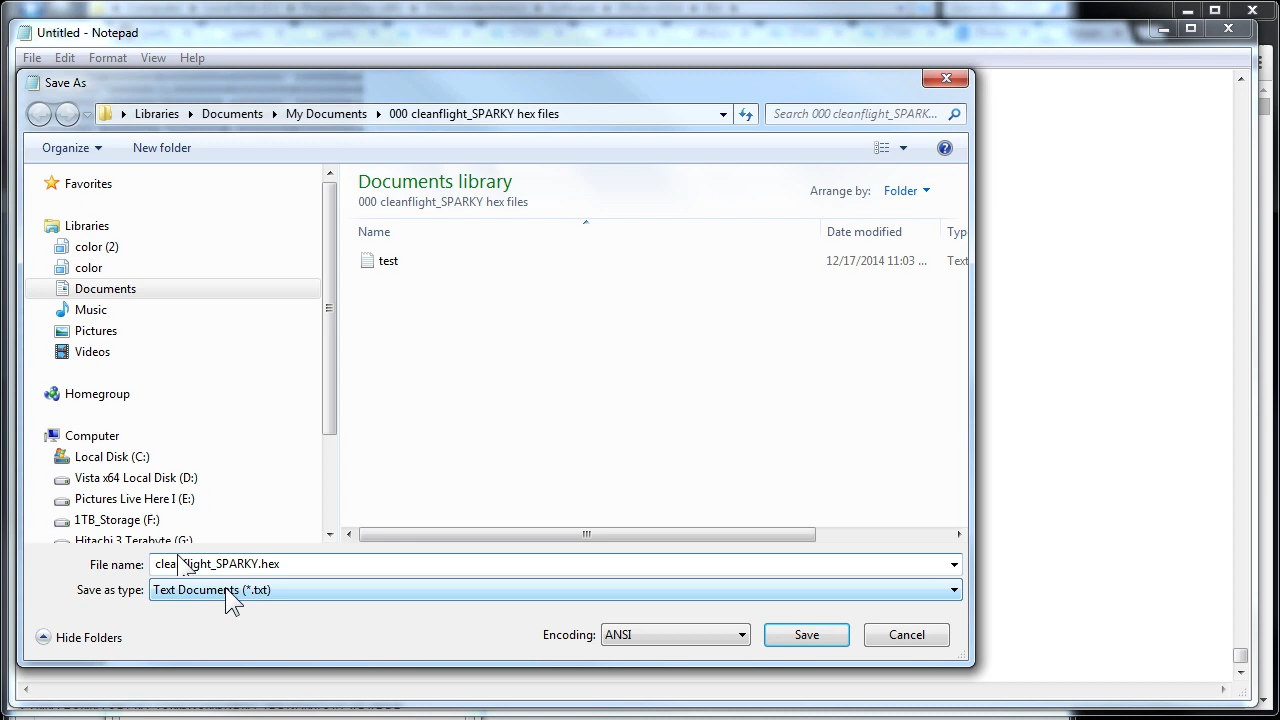 Untitled - Notepad
File Edit Format View Help
Save As
Libraries Documents My Documents 000 cleanflight_SPARKY hex files
Search 000 cleanflight_SPARK...
Organize New folder
Favorites
Libraries
color (2)
color
Documents
Music
Pictures
Videos
Homegroup
Computer
Local Disk (C:)
Vista x64 Local Disk (D:)
Pictures Live Here I (E:)
1TB_Storage (F:)
Hitachi 3 Terabyte (G:)
Documents library
000 cleanflight_SPARKY hex files
Arrange by: Folder
Name Date modified Typ
test 12/17/2014 11:03 ... Text
File name: cleanflight_SPARKY.hex
Save as type: Text Documents (*.txt)
Hide Folders
Encoding: ANSI
Save
Cancel